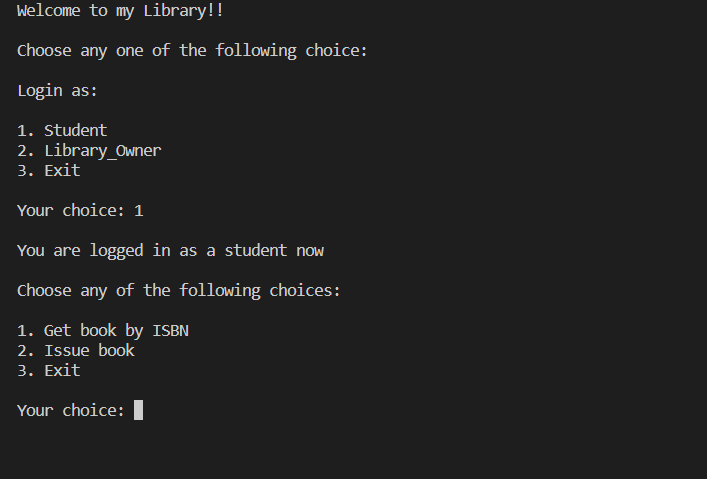 Welcome to my Library!!
Choose any one of the following choice:
Login as:
1. Student
2. Library_Owner
3. Exit
Your choice: 1
You are logged in as a student now
Choose any of the following choices:
1. Get book by ISBN
2. Issue book
3. Exit
Your choice: